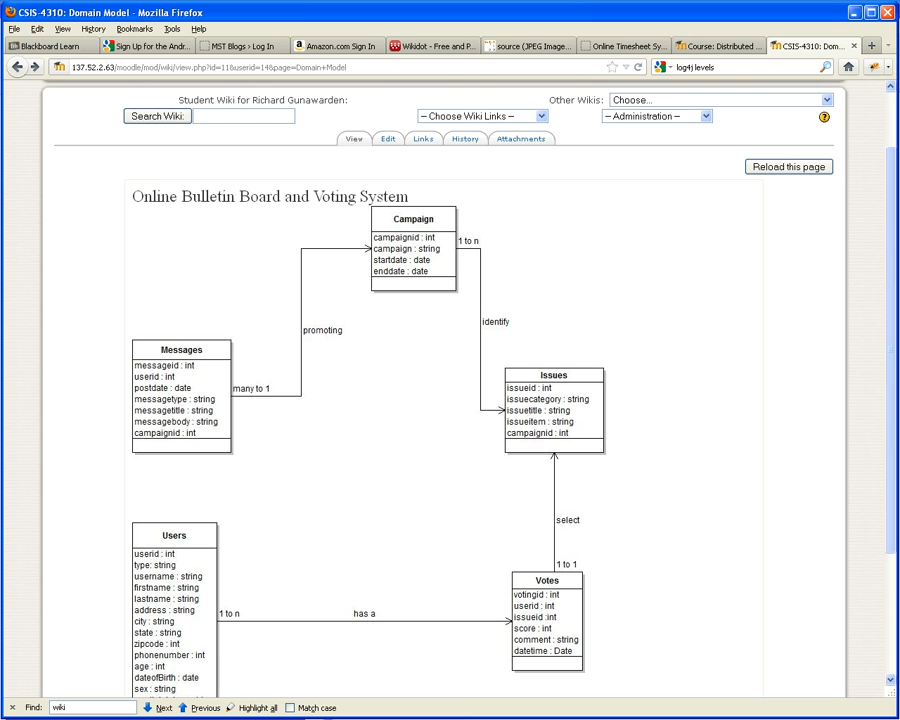 CSIS-4310: Domain Model - Mozilla Firefox
File Edit View History Bookmarks Tools Help
Blackboard Learn
Sign Up for the Andr...
MST Blogs › Log In
Amazon.com Sign In
Wikidot - Free and P...
source (JPEG Image...
Online Timesheet Sy...
Course: Distributed ...
CSIS-4310: Dom...
137.52.2.63/moodle/mod/wiki/view.php?id=11&userid=14&page=Domain+Model
log4j levels
Student Wiki for Richard Gunawarden:
Other Wikis: Choose...
Search Wiki:
-- Choose Wiki Links --
-- Administration --
View Edit Links History Attachments
Reload this page
Online Bulletin Board and Voting System
Campaign
campaignid : int
campaign : string
startdate : date
enddate : date
1 to n
identify
promoting
Messages
messageid : int
userid : int
postdate : date
messagetype : string
messagetitle : string
messagebody : string
campaignid : int
many to 1
Issues
issueid : int
issuecategory : string
issuetitle : string
issueitem : string
campaignid : int
select
1 to 1
Users
userid : int
type: string
username : string
firstname : string
lastname : string
address : string
city : string
state : string
zipcode : int
phonenumber : int
age : int
dateofBirth : date
sex : string
1 to n
has a
Votes
votingid : int
userid : int
issueid :int
score : int
comment : string
datetime : Date
Find: wiki Next Previous Highlight all Match case